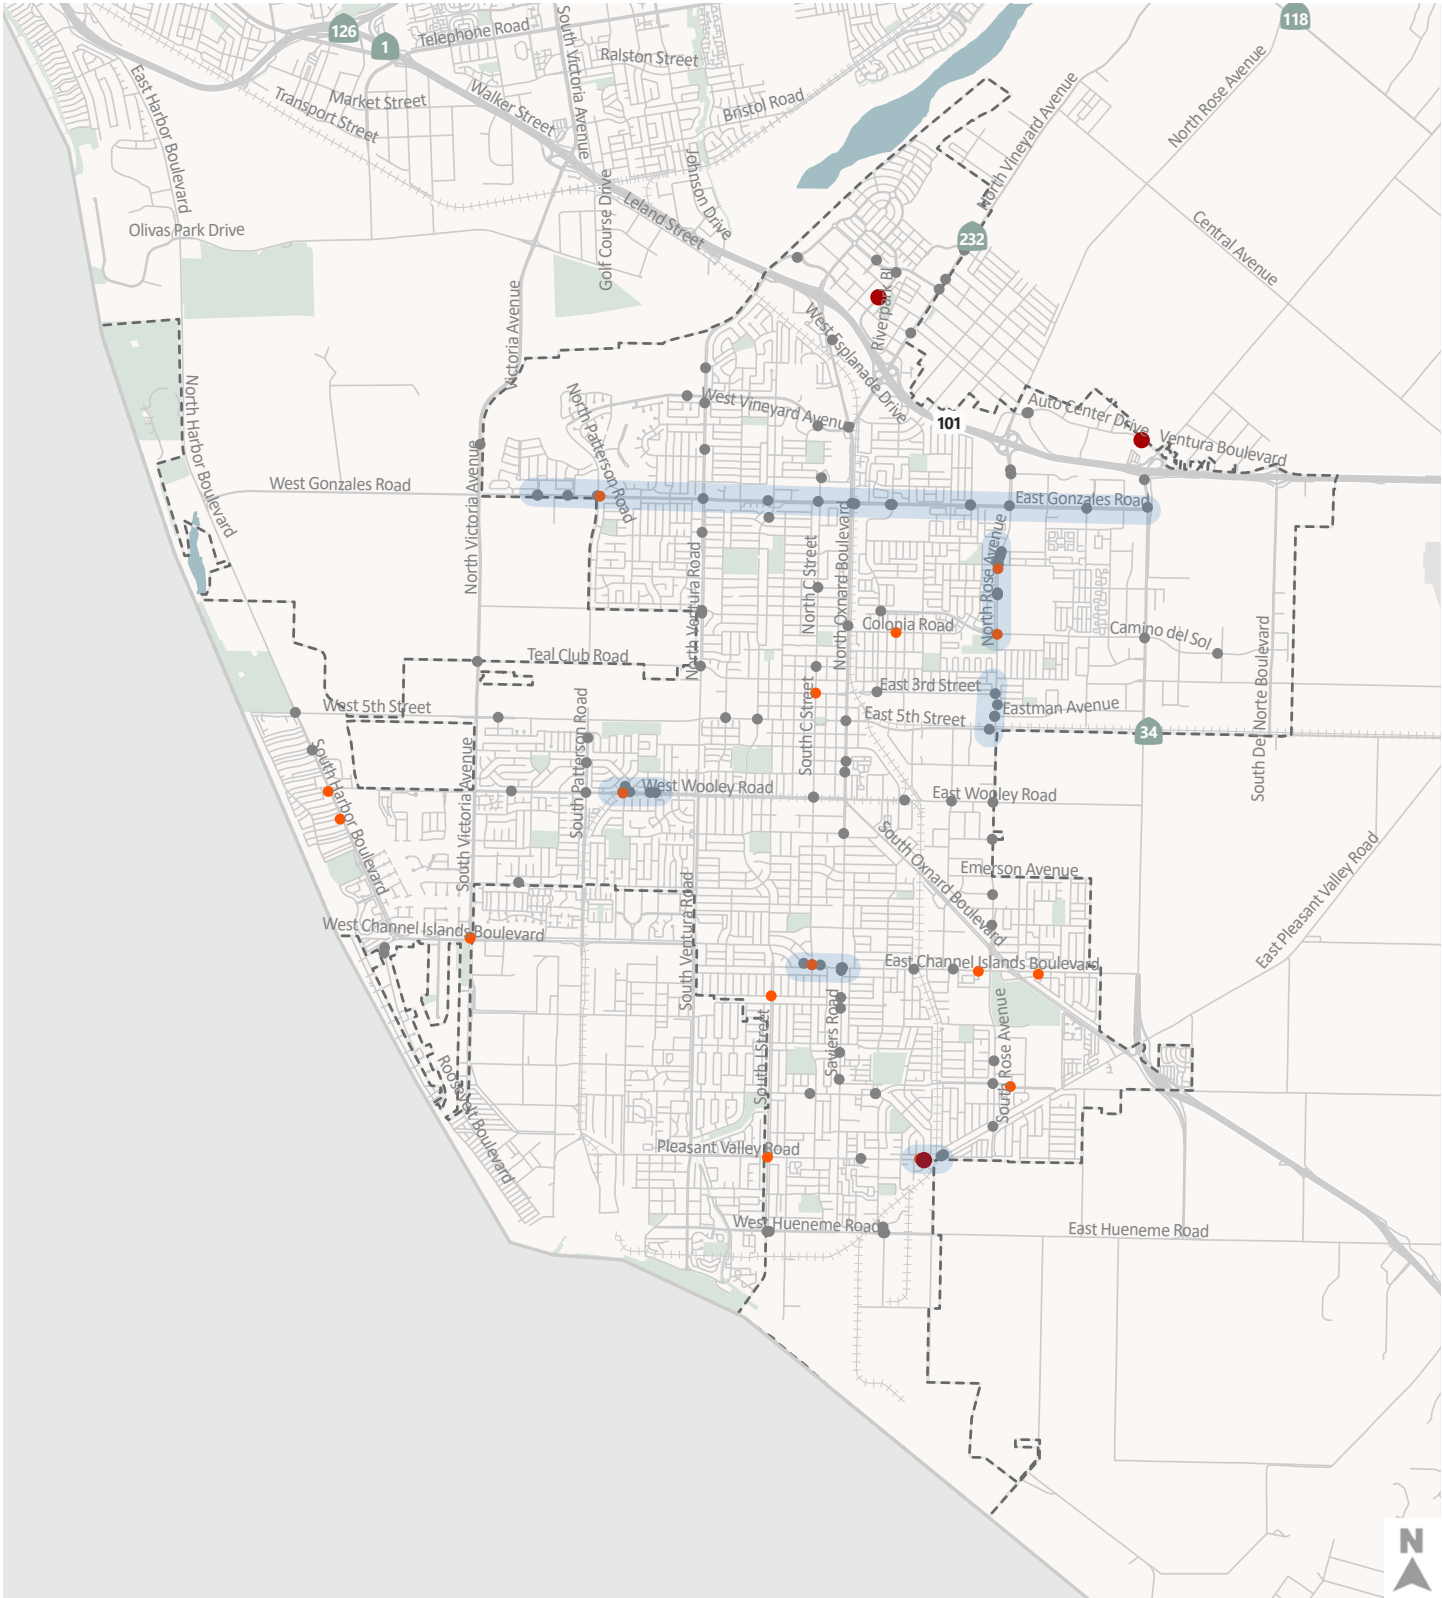 126
1
Telephone Road
South Victoria Avenue
Ralston Street
118
East Harbor Boulevard
Market Street
Transport Street
Walker Street
Bristol Road
North Vineyard Avenue
North Rose Avenue
Johnson Drive
Golf Course Drive
Leland Street
Olivas Park Drive
232
Central Avenue
Victoria Avenue
Riverpark Bl
West Esplanade Drive
North Harbor Boulevard
North Patterson Road
West Vineyard Avenue
101
Auto Center Drive
Ventura Boulevard
West Gonzales Road
North Victoria Avenue
East Gonzales Road
North Ventura Road
North C Street
North Oxnard Boulevard
North Rose Avenue
Colonia Road
Camino del Sol
Teal Club Road
East 3rd Street
Eastman Avenue
West 5th Street
East 5th Street
34
South Del Norte Boulevard
South C Street
South Patterson Road
South Harbor Boulevard
South Victoria Avenue
West Wooley Road
East Wooley Road
South Oxnard Boulevard
Emerson Avenue
East Pleasant Valley Road
South Ventura Road
West Channel Islands Boulevard
East Channel Islands Boulevard
Saviers Road
South Rose Avenue
South J Street
Roosevelt Boulevard
Pleasant Valley Road
West Hueneme Road
East Hueneme Road
N